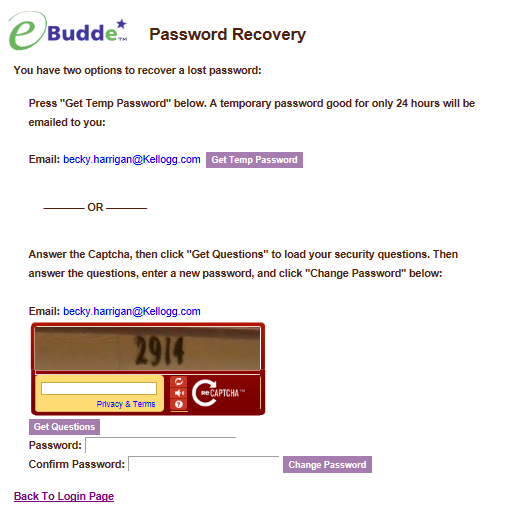 eBudde™ Password Recovery
You have two options to recover a lost password:
Press "Get Temp Password" below. A temporary password good for only 24 hours will be
emailed to you:
Email: becky.harrigan@Kellogg.com Get Temp Password
OR
Answer the Captcha, then click "Get Questions" to load your security questions. Then
answer the questions, enter a new password, and click "Change Password" below:
Email: becky.harrigan@Kellogg.com
2914
Privacy & Terms
reCAPTCHA™
Get Questions
Password:
Confirm Password: Change Password
Back To Login Page